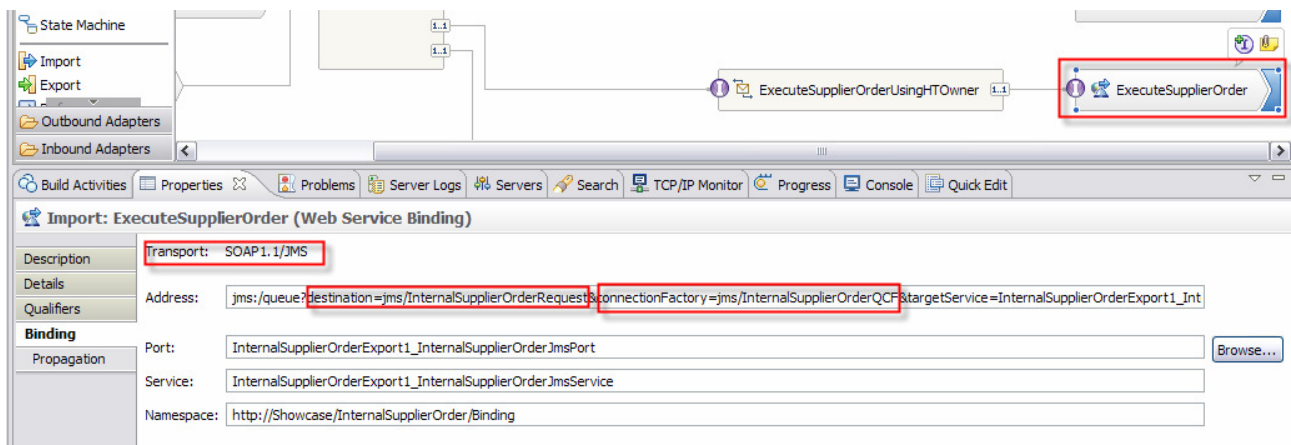 State Machine
1..1
1..1
Import
Export
ExecuteSupplierOrderUsingHTOwner 1..1
ExecuteSupplierOrder
Outbound Adapters
Inbound Adapters
Build Activities Properties Problems Server Logs Servers Search TCP/IP Monitor Progress Console Quick Edit
Import: ExecuteSupplierOrder (Web Service Binding)
Description
Details
Qualifiers
Binding
Propagation
Transport: SOAP1.1/JMS
Address: jms:/queue?destination=jms/InternalSupplierOrderRequest&connectionFactory=jms/InternalSupplierOrderQCF&targetService=InternalSupplierOrderExport1_Int
Port: InternalSupplierOrderExport1_InternalSupplierOrderJmsPort Browse...
Service: InternalSupplierOrderExport1_InternalSupplierOrderJmsService
Namespace: http://Showcase/InternalSupplierOrder/Binding